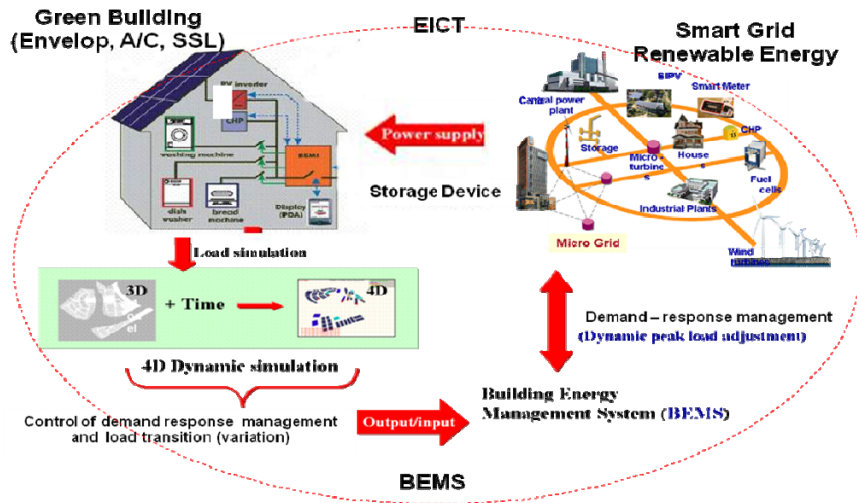 Green Building
(Envelop, A/C, SSL)
EICT
Smart Grid
Renewable Energy
PV inverter
CHP
washing machine
BEMS
dish washer
bread machine
Display
(PDA)
Power supply
Storage Device
BIPV
Smart Meter
Central power
plant
CHP
Storage
Micro -
turbine
s
House
s
Fuel
cells
Industrial Plants
Micro Grid
Wind
turbines
Load simulation
3D
+ Time
4D
4D Dynamic simulation
Demand – response management
(Dynamic peak load adjustment)
Control of demand response management
and load transition (variation)
Output/input
Building Energy
Management System (BEMS)
BEMS